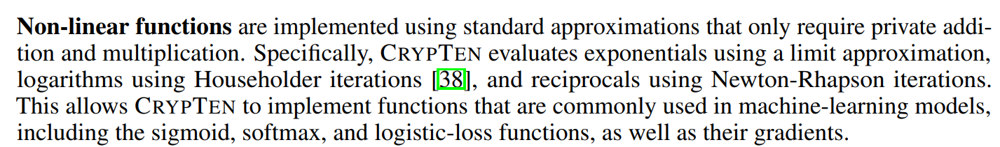 Non-linear functions are implemented using standard approximations that only require private addi-
tion and multiplication. Specifically, CRYPTEN evaluates exponentials using a limit approximation,
logarithms using Householder iterations [38], and reciprocals using Newton-Rhapson iterations.
This allows CRYPTEN to implement functions that are commonly used in machine-learning models,
including the sigmoid, softmax, and logistic-loss functions, as well as their gradients.